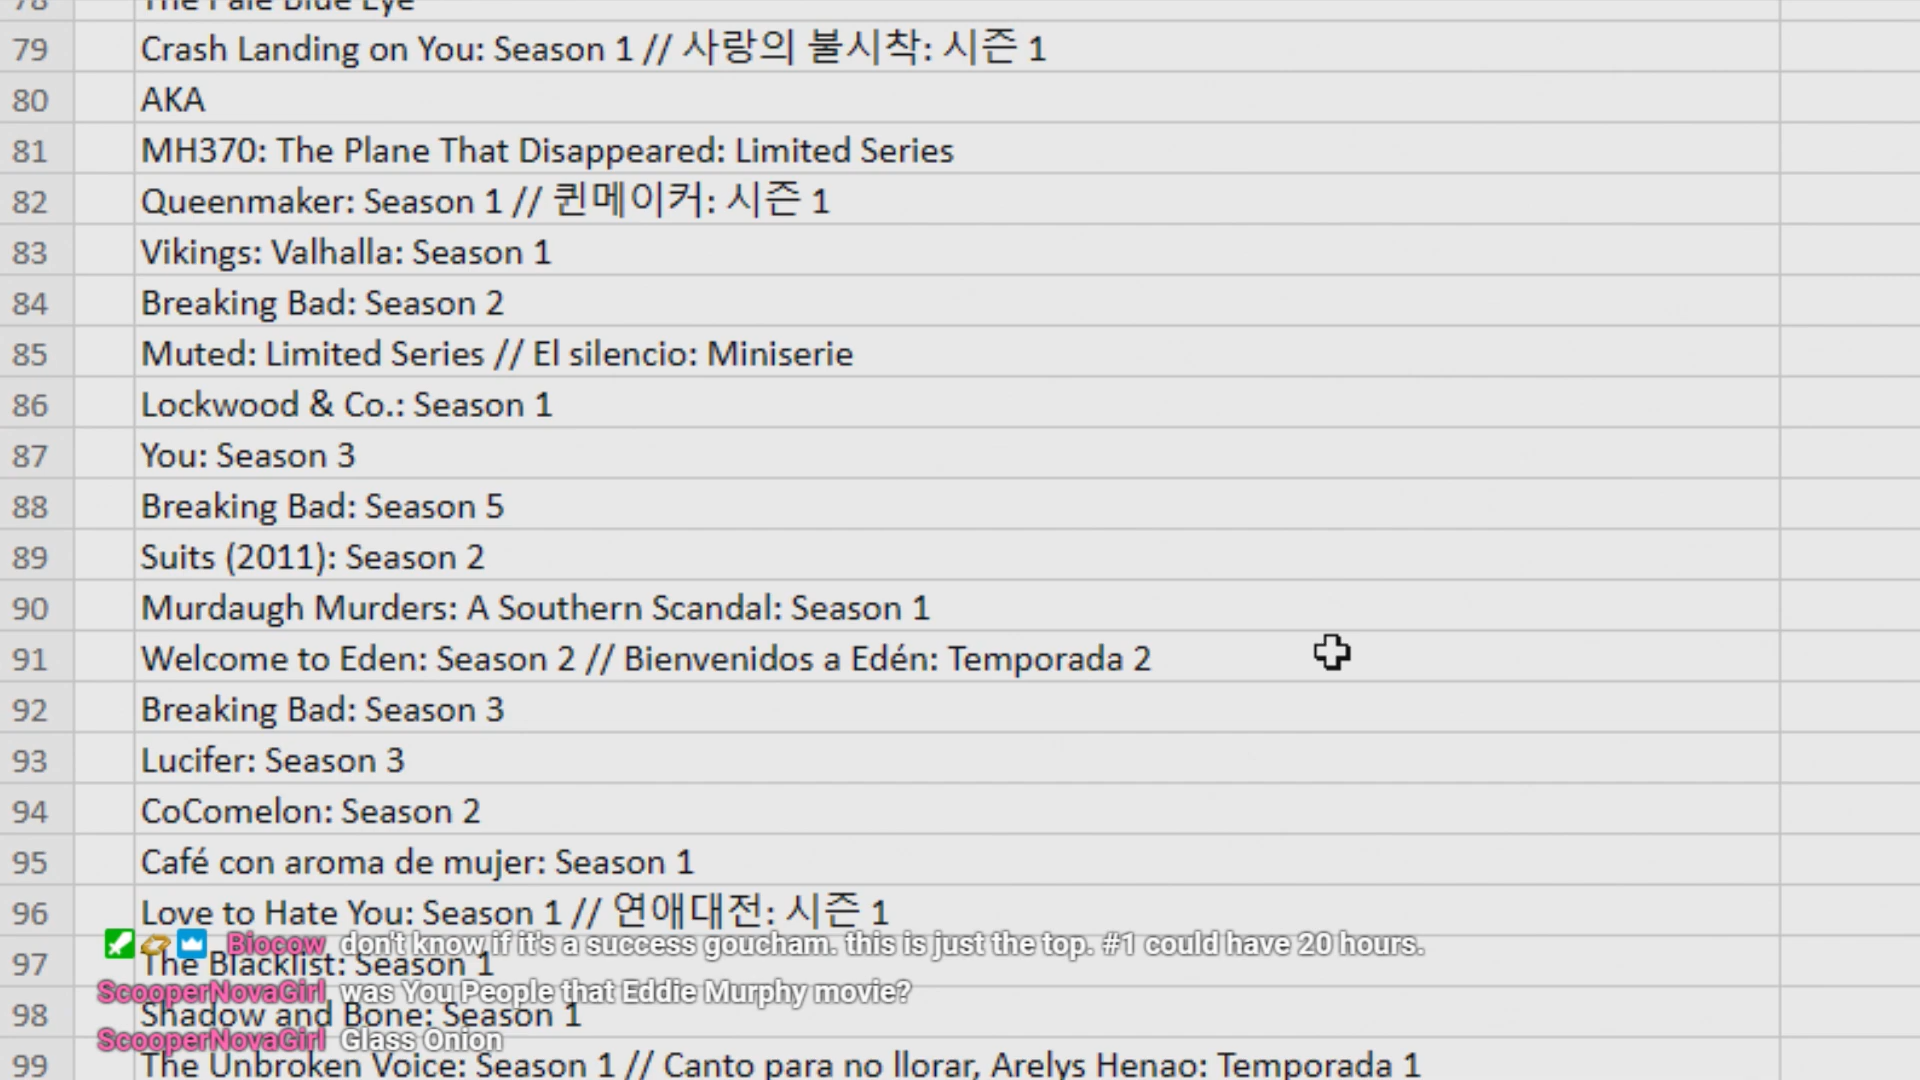 78 The Pale Blue Eye
79 Crash Landing on You: Season 1 // 사랑의 불시착: 시즌 1
80 AKA
81 MH370: The Plane That Disappeared: Limited Series
82 Queenmaker: Season 1 // 퀸메이커: 시즌 1
83 Vikings: Valhalla: Season 1
84 Breaking Bad: Season 2
85 Muted: Limited Series // El silencio: Miniserie
86 Lockwood & Co.: Season 1
87 You: Season 3
88 Breaking Bad: Season 5
89 Suits (2011): Season 2
90 Murdaugh Murders: A Southern Scandal: Season 1
91 Welcome to Eden: Season 2 // Bienvenidos a Edén: Temporada 2
92 Breaking Bad: Season 3
93 Lucifer: Season 3
94 CoComelon: Season 2
95 Café con aroma de mujer: Season 1
96 Love to Hate You: Season 1 // 연애대전: 시즌 1
Biocow don't know if it's a success goucham. this is just the top. #1 could have 20 hours.
97 The Blacklist: Season 1
ScooperNovaGirl was You People that Eddie Murphy movie?
98 Shadow and Bone: Season 1
ScooperNovaGirl Glass Onion
99 The Unbroken Voice: Season 1 // Canto para no llorar, Arelys Henao: Temporada 1